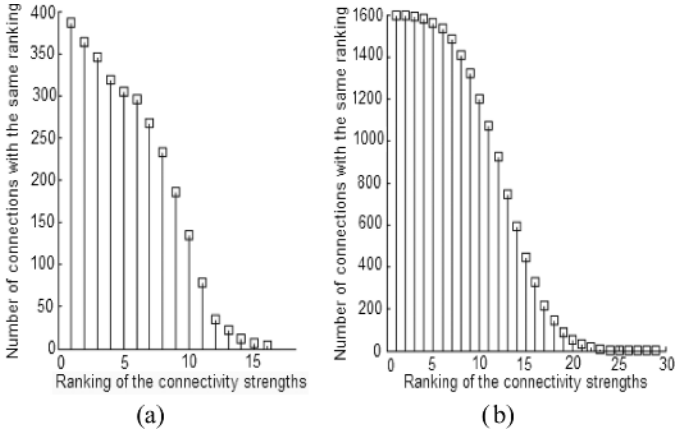 Number of connections with the same ranking
400
350
300
250
200
150
100
50
0
0 5 10 15
Ranking of the connectivity strengths
(a)
Number of connections with the same ranking
1600
1400
1200
1000
800
600
400
200
0
0 5 10 15 20 25 30
Ranking of the connectivity strengths
(b)